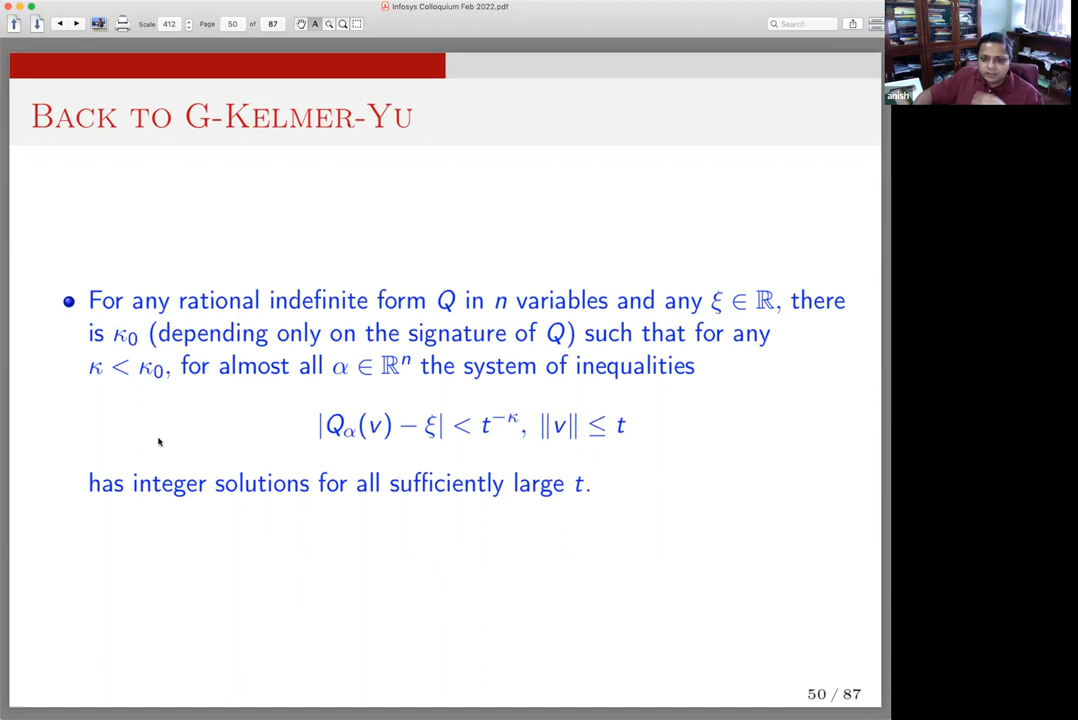 Infosys Colloquium Feb 2022.pdf
Scale 412 Page 50 of 87 A Search
anish
BACK TO G-KELMER-YU
For any rational indefinite form Q in n variables and any ξ ∈ ℝ, there
is κ₀ (depending only on the signature of Q) such that for any
κ < κ₀, for almost all α ∈ ℝⁿ the system of inequalities
|Q_α(v) − ξ| < t^{−κ}, ‖v‖ ≤ t
has integer solutions for all sufficiently large t.
50 / 87